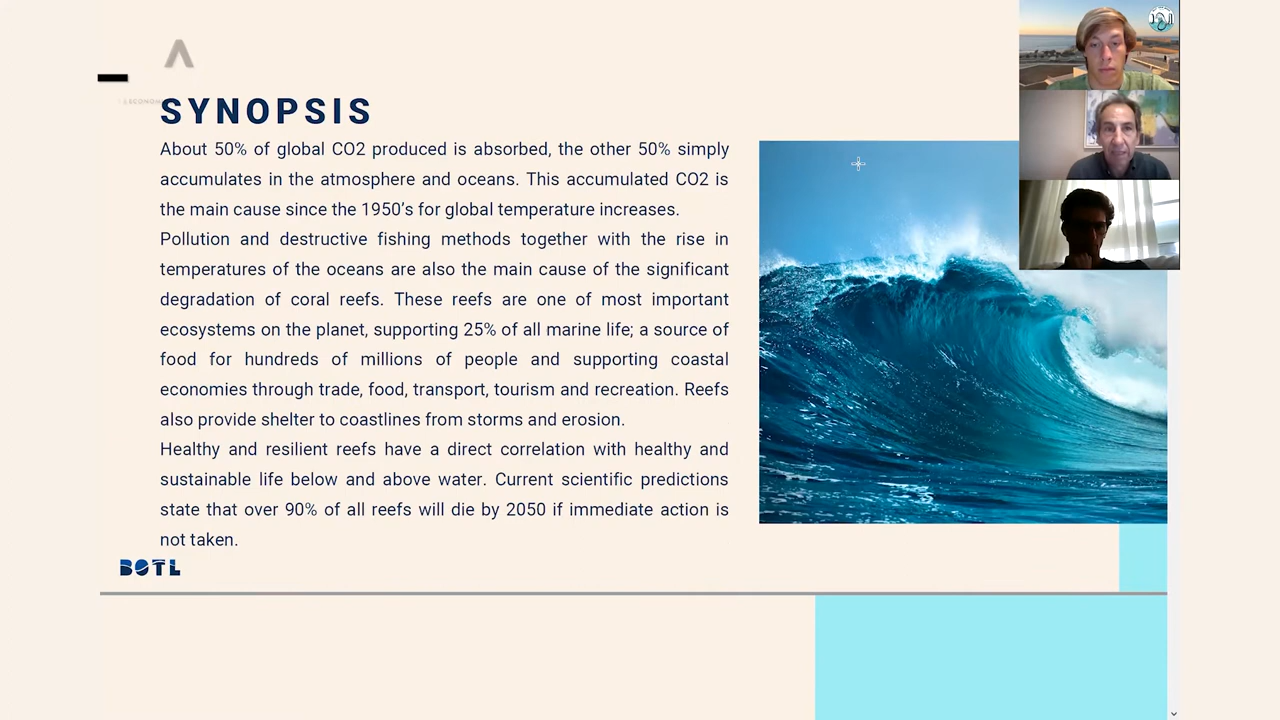 SYNOPSIS
About 50% of global CO2 produced is absorbed, the other 50% simply
accumulates in the atmosphere and oceans. This accumulated CO2 is
the main cause since the 1950's for global temperature increases.
Pollution and destructive fishing methods together with the rise in
temperatures of the oceans are also the main cause of the significant
degradation of coral reefs. These reefs are one of most important
ecosystems on the planet, supporting 25% of all marine life; a source of
food for hundreds of millions of people and supporting coastal
economies through trade, food, transport, tourism and recreation. Reefs
also provide shelter to coastlines from storms and erosion.
Healthy and resilient reefs have a direct correlation with healthy and
sustainable life below and above water. Current scientific predictions
state that over 90% of all reefs will die by 2050 if immediate action is
not taken.
BOTL